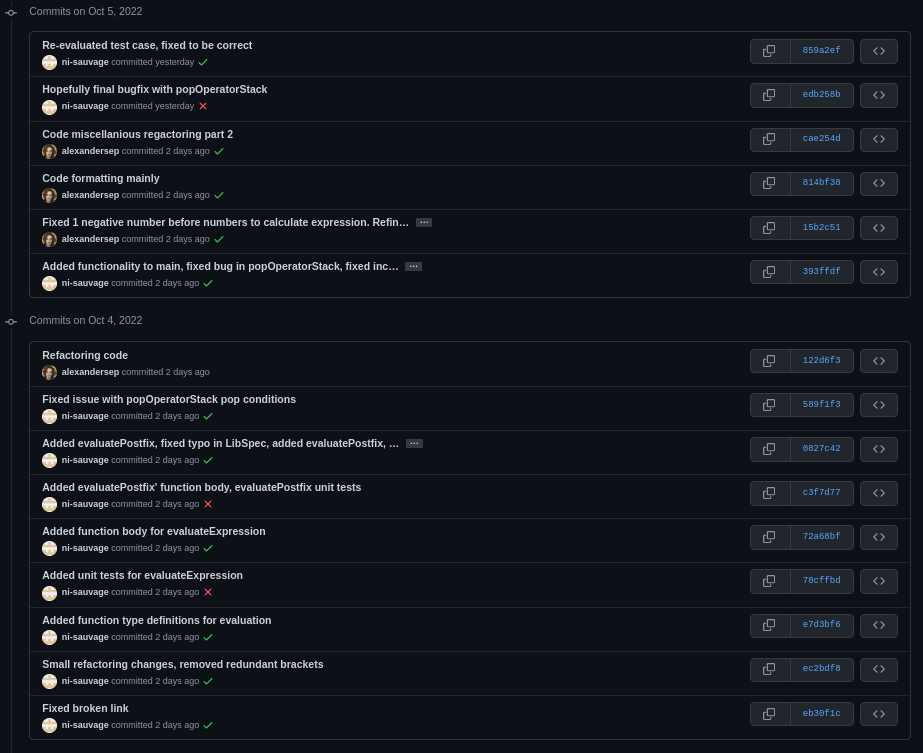 Commits on Oct 5, 2022
Re-evaluated test case, fixed to be correct
859a2ef
ni-sauvage committed yesterday
Hopefully final bugfix with popOperatorStack
edb258b
ni-sauvage committed yesterday
Code miscellanious regactoring part 2
cae254d
alexandersep committed 2 days ago
Code formatting mainly
814bf38
alexandersep committed 2 days ago
Fixed 1 negative number before numbers to calculate expression. Refin… …
15b2c51
alexandersep committed 2 days ago
Added functionality to main, fixed bug in popOperatorStack, fixed inc… …
393ffdf
ni-sauvage committed 2 days ago
Commits on Oct 4, 2022
Refactoring code
122d6f3
alexandersep committed 2 days ago
Fixed issue with popOperatorStack pop conditions
589f1f3
ni-sauvage committed 2 days ago
Added evaluatePostfix, fixed typo in LibSpec, added evaluatePostfix, … …
0827c42
ni-sauvage committed 2 days ago
Added evaluatePostfix' function body, evaluatePostfix unit tests
c3f7d77
ni-sauvage committed 2 days ago
Added function body for evaluateExpression
72a68bf
ni-sauvage committed 2 days ago
Added unit tests for evaluateExpression
70cffbd
ni-sauvage committed 2 days ago
Added function type definitions for evaluation
e7d3bf6
ni-sauvage committed 2 days ago
Small refactoring changes, removed redundant brackets
ec2bdf8
ni-sauvage committed 2 days ago
Fixed broken link
eb30f1c
ni-sauvage committed 2 days ago